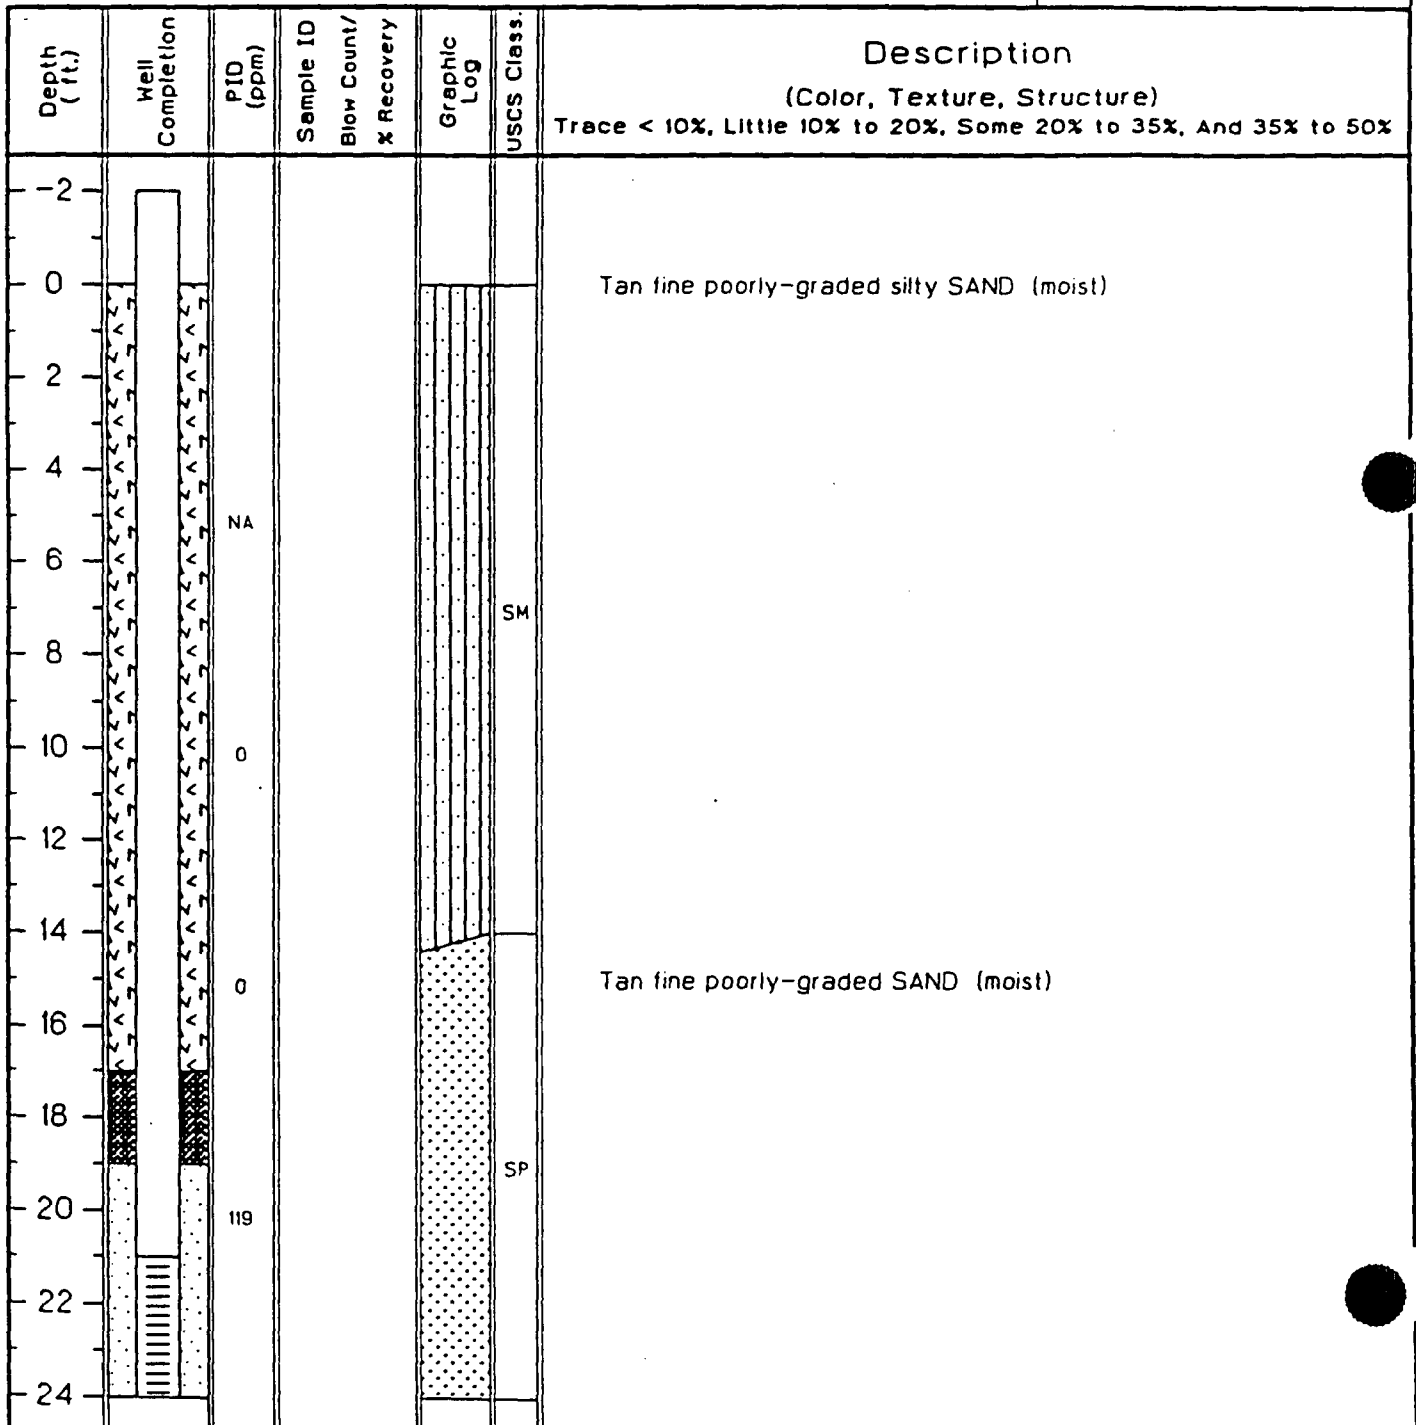 Depth
(ft.)
Well
Completion
PID
(ppm)
Sample ID
Blow Count/
% Recovery
Graphic
Log
USCS Class.
Description
(Color, Texture, Structure)
Trace < 10%, Little 10% to 20%, Some 20% to 35%, And 35% to 50%
-2
0
Tan fine poorly-graded silty SAND (moist)
2
4
NA
6
SM
8
10
0
12
14
0
Tan fine poorly-graded SAND (moist)
16
18
SP
20
119
22
24